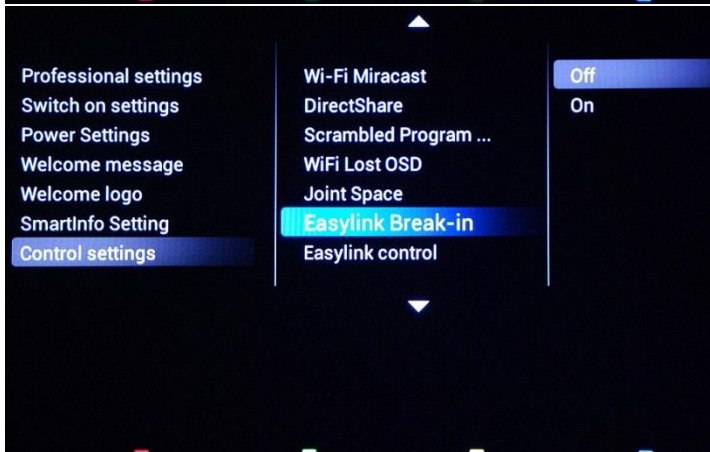 Professional settings
Switch on settings
Power Settings
Welcome message
Welcome logo
SmartInfo Setting
Control settings
Wi-Fi Miracast
DirectShare
Scrambled Program ...
WiFi Lost OSD
Joint Space
Easylink Break-in
Easylink control
Off
On